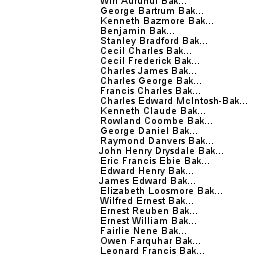 Bak...
George Bartrum Bak...
Kenneth Bazmore Bak...
Benjamin Bak...
Stanley Bradford Bak...
Cecil Charles Bak...
Cecil Frederick Bak...
Charles James Bak...
Charles George Bak...
Francis Charles Bak...
Charles Edward McIntosh-Bak...
Kenneth Claude Bak...
Rowland Coombe Bak...
George Daniel Bak...
Raymond Danvers Bak...
John Henry Drysdale Bak...
Eric Francis Ebie Bak...
Edward Henry Bak...
James Edward Bak...
Elizabeth Loosmore Bak...
Wilfred Ernest Bak...
Ernest Reuben Bak...
Ernest William Bak...
Fairlie Nene Bak...
Owen Farquhar Bak...
Leonard Francis Bak...